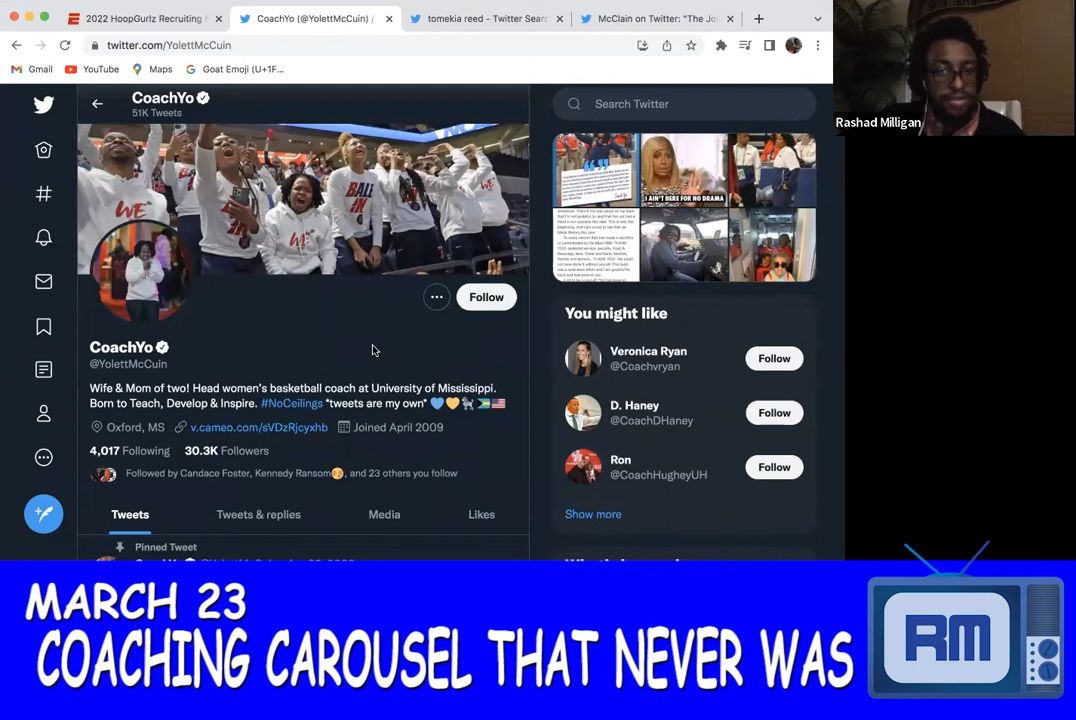 2022 HoopGurlz Recruiting
CoachYo (@YolettMcCuin) /
tomekia reed - Twitter Searc
McClain on Twitter: "The Jo
twitter.com/YolettMcCuin
Gmail
YouTube
Maps
Goat Emoji (U+1F...
Rashad Milligan
CoachYo
51K Tweets
Search Twitter
I AIN'T HERE FOR NO DRAMA
Follow
CoachYo
@YolettMcCuin
Wife & Mom of two! Head women's basketball coach at University of Mississippi.
Born to Teach, Develop & Inspire. #NoCeilings *tweets are my own* 💙💛🐩🇧🇸🇺🇸
Oxford, MS v.cameo.com/sVDzRjcyxhb Joined April 2009
4,017 Following 30.3K Followers
Followed by Candace Foster, Kennedy Ransom, and 23 others you follow
Tweets
Tweets & replies
Media
Likes
Pinned Tweet
You might like
Veronica Ryan
@Coachvryan
Follow
D. Haney
@CoachDHaney
Follow
Ron
@CoachHugheyUH
Follow
Show more
MARCH 23
COACHING CAROUSEL THAT NEVER WAS
RM